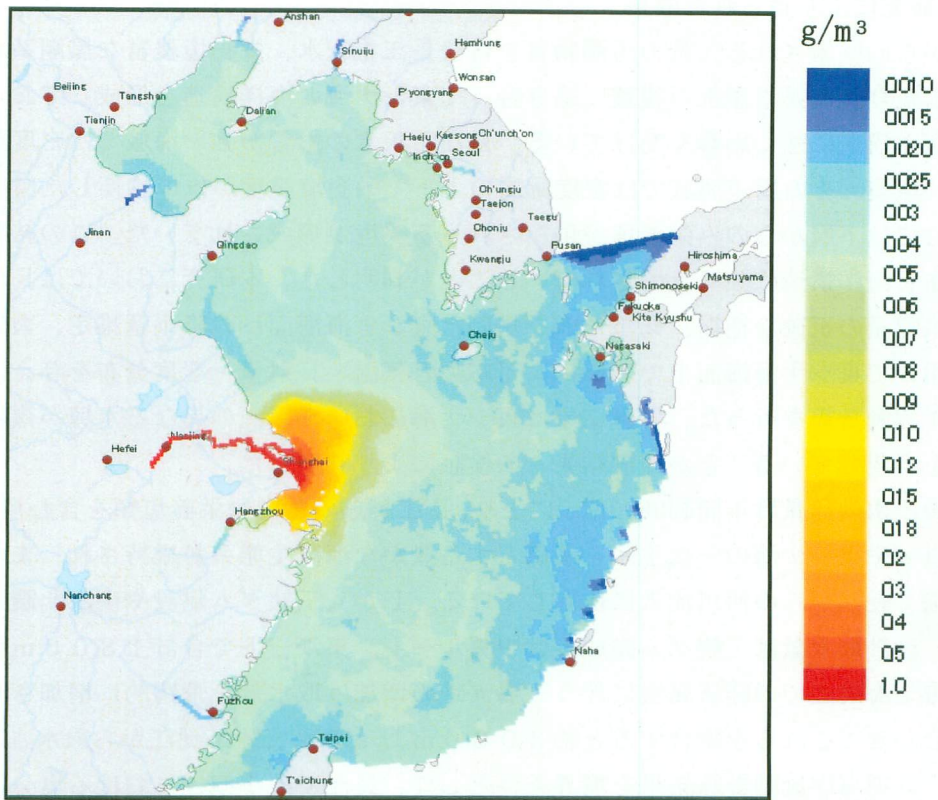 g/m³
Anshan
Sinuiju
Hamhung
Beijing
Tangshan
Wonsan
P'yongyang
Tianjin
Dalian
Haeju
Kaesong
Ch'unch'on
Inch'on
Seoul
Ch'ungju
Taejon
Jinan
Qingdao
Chonju
Taegu
Kwangju
Pusan
Hiroshima
Matsuyama
Shimonoseki
Fukuoka
Kita Kyushu
Cheju
Nagasaki
Hefei
Nanjing
Shanghai
Hangzhou
Nanchang
Naha
Fuzhou
Taipei
T'aichung
0.010
0.015
0.020
0.025
0.03
0.04
0.05
0.06
0.07
0.08
0.09
0.10
0.12
0.15
0.18
0.2
0.3
0.4
0.5
1.0